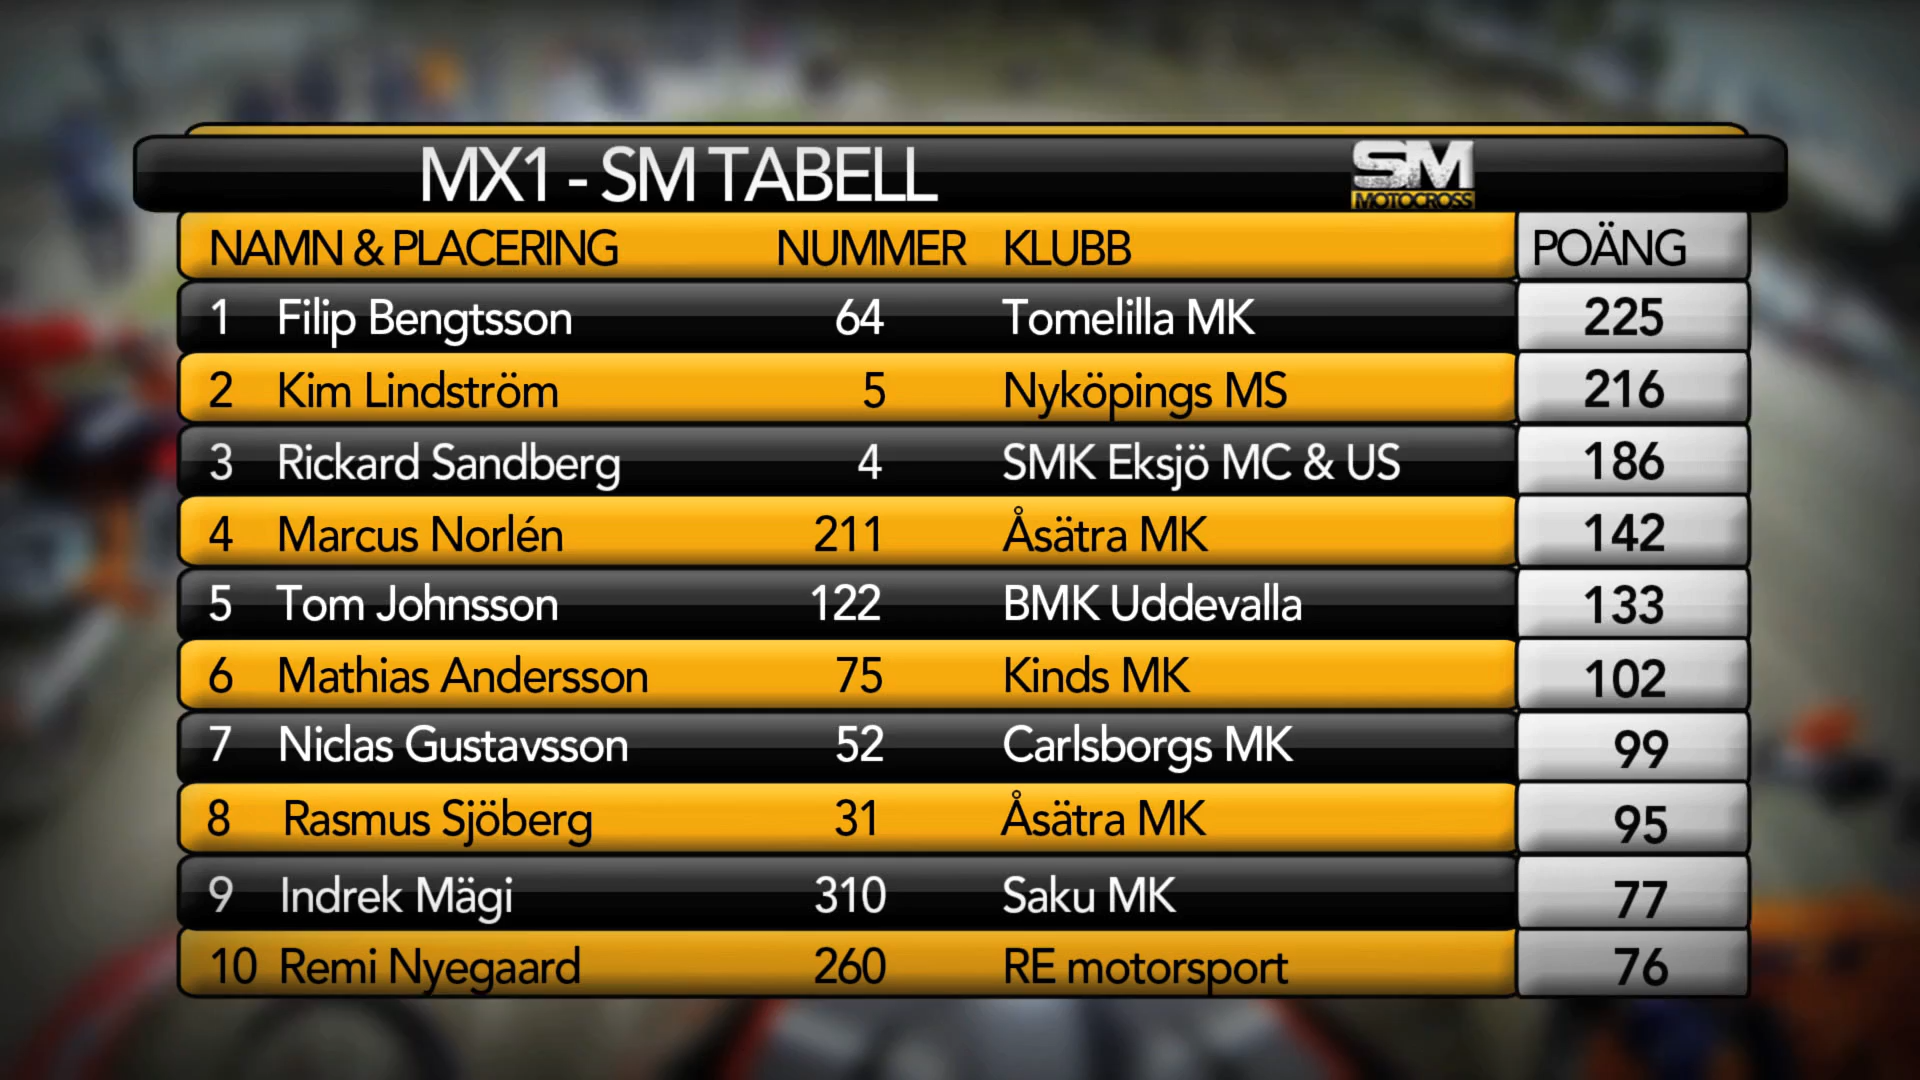 MX1 - SM TABELL SM MOTOCROSS
NAMN & PLACERING NUMMER KLUBB POÄNG
1 Filip Bengtsson 64 Tomelilla MK 225
2 Kim Lindström 5 Nyköpings MS 216
3 Rickard Sandberg 4 SMK Eksjö MC & US 186
4 Marcus Norlén 211 Åsätra MK 142
5 Tom Johnsson 122 BMK Uddevalla 133
6 Mathias Andersson 75 Kinds MK 102
7 Niclas Gustavsson 52 Carlsborgs MK 99
8 Rasmus Sjöberg 31 Åsätra MK 95
9 Indrek Mägi 310 Saku MK 77
10 Remi Nyegaard 260 RE motorsport 76